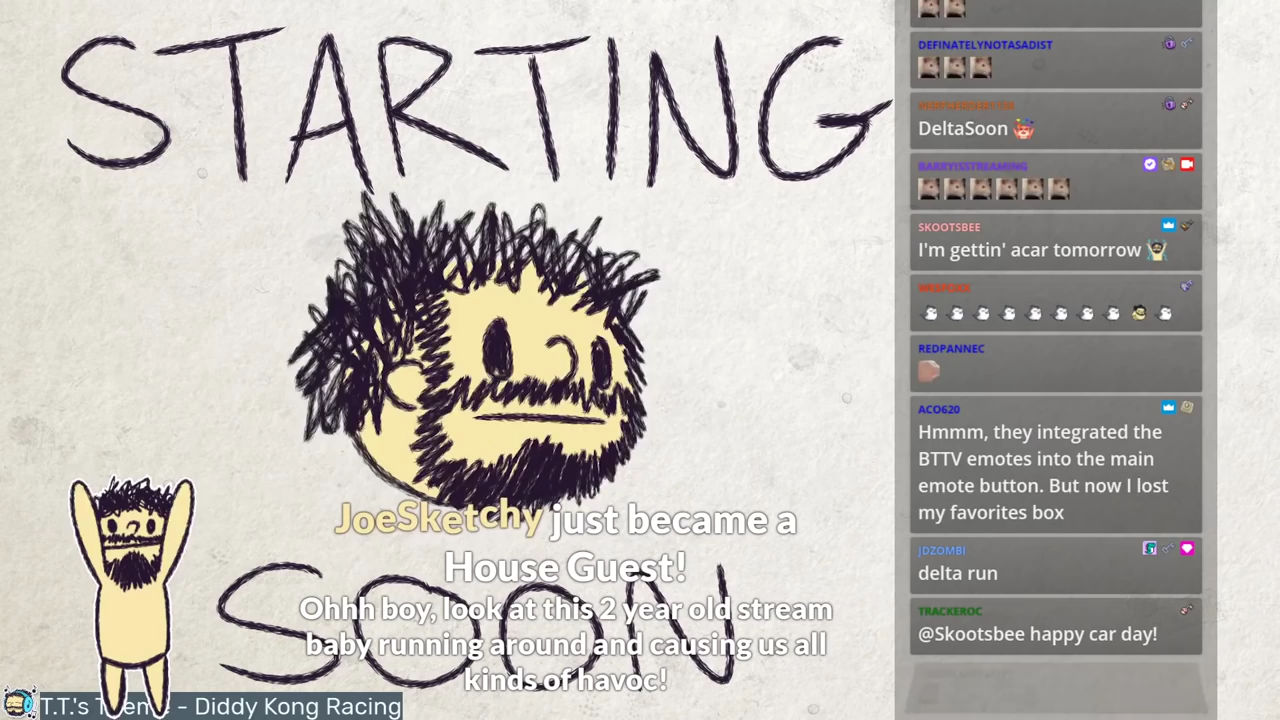 STARTING
SOON
JoeSketchy just became a
House Guest!
Ohhh boy, look at this 2 year old stream
baby running around and causing us all
kinds of havoc!
T.T.'s Theme - Diddy Kong Racing
DEFINATELYNOTASADIST
DeltaSoon
BARRYISSTREAMING
SKOOTSBEE
I'm gettin' acar tomorrow
REDPANNEC
ACO620
Hmmm, they integrated the
BTTV emotes into the main
emote button. But now I lost
my favorites box
JDZOMBI
delta run
TRACKEROC
@Skootsbee happy car day!